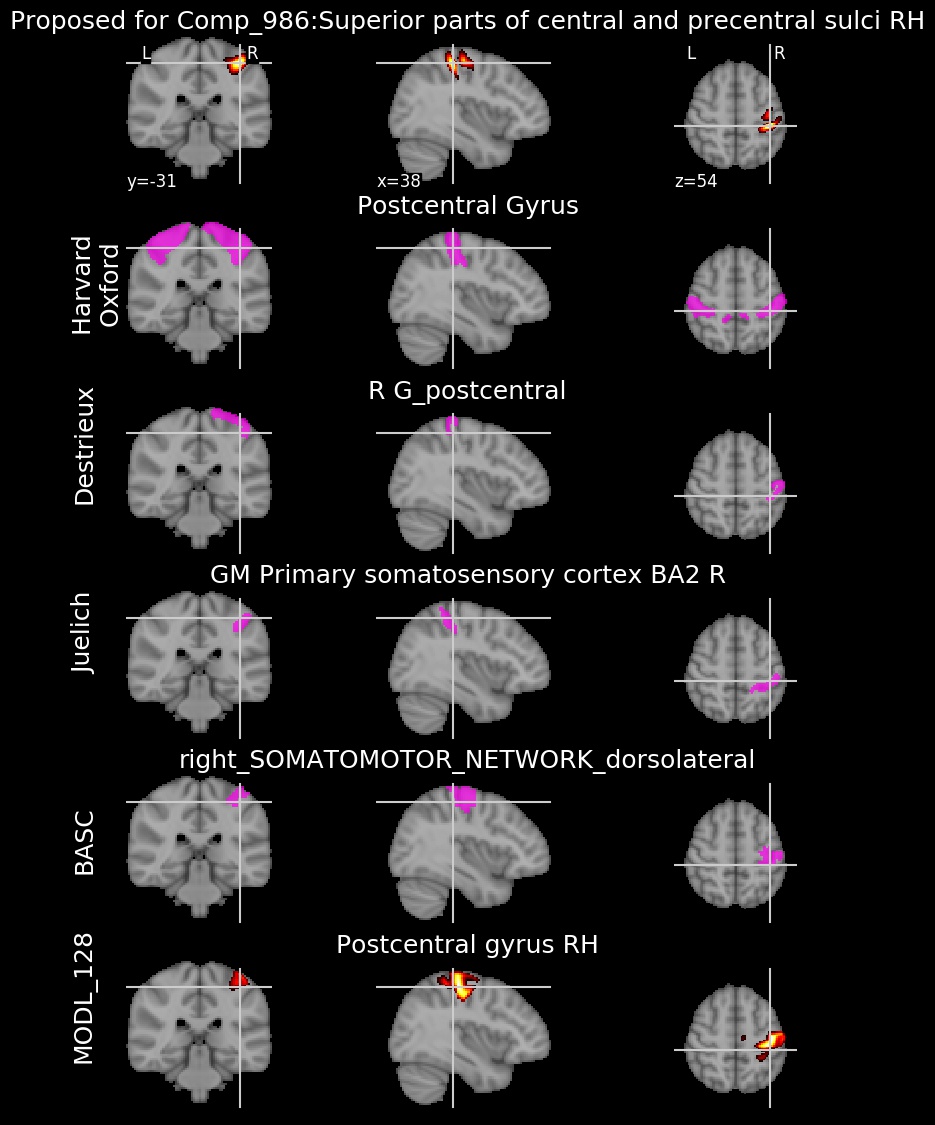 Proposed for Comp_986:Superior parts of central and precentral sulci RH
L R
L R
y=-31 x=38 z=54
Postcentral Gyrus
Harvard
Oxford
R G_postcentral
Destrieux
GM Primary somatosensory cortex BA2 R
Juelich
right_SOMATOMOTOR_NETWORK_dorsolateral
BASC
Postcentral gyrus RH
MODL_128